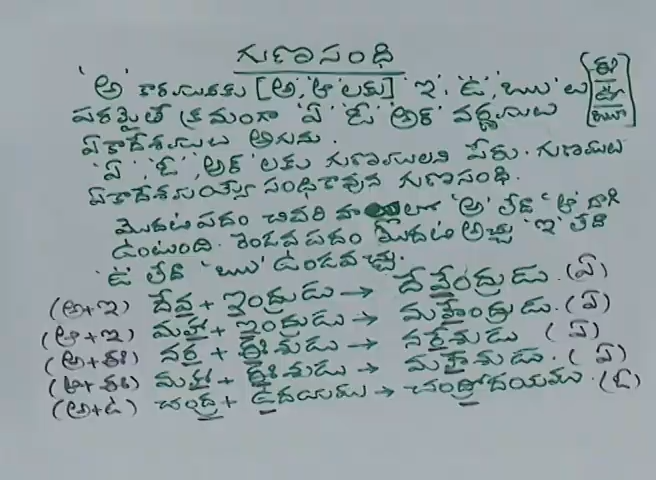 గుణసంధి
'అ' కారమునకు [అ, ఆ లకు] 'ఇ', 'ఉ', 'ఋ' ల [ఈ ఊ ౠ]
పరమైతే క్రమంగా 'ఏ' 'ఓ' 'అర్' వర్ణములు
ఏకాదేశములు అగును.
'ఏ', 'ఓ', 'అర్' లకు గుణములని పేరు. గుణములు
ఏకాదేశమయ్యే సంధికావున గుణసంధి.
మొదటి పదం చివరి లో 'అ' లేదా 'ఆ' గాని
ఉంటుంది. రెండవ పదం మొదట అచ్చు 'ఇ' లేదా
'ఉ' లేదా 'ఋ' ఉండవచ్చు.
(అ+ఇ) దేవ + ఇంద్రుడు → దేవేంద్రుడు. (ఏ)
(ఆ+ఇ) మహా + ఇంద్రుడు → మహేంద్రుడు. (ఏ)
(అ+ఈ) నర + ఈశుడు → నరేశుడు (ఏ)
(ఆ+ఈ) మహా + ఈశుడు → మహేశుడు. (ఏ)
(అ+ఉ) చంద్ర + ఉదయము → చంద్రోదయము. (ఓ)